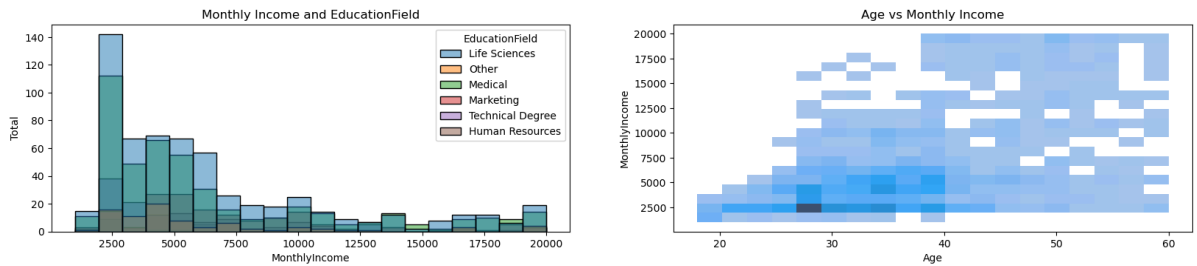 Monthly Income and EducationField
140
120
100
80
60
40
20
0
Total
2500
5000
7500
10000
12500
15000
17500
20000
MonthlyIncome
EducationField
Life Sciences
Other
Medical
Marketing
Technical Degree
Human Resources
Age vs Monthly Income
20000
17500
15000
12500
10000
7500
5000
2500
MonthlyIncome
20
30
40
50
60
Age